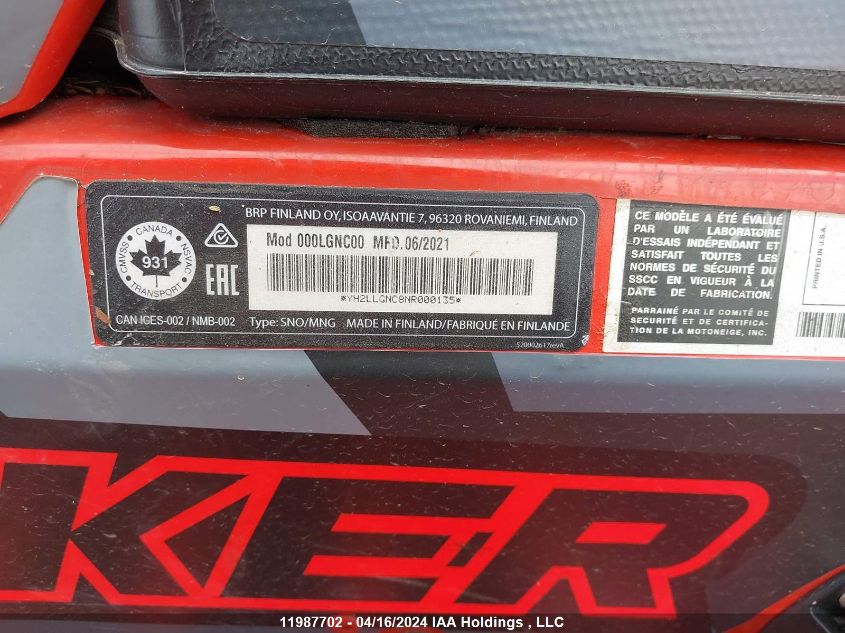 BRP FINLAND OY, ISOAAVANTIE 7, 96320 ROVANIEMI, FINLAND
Mod 000LGNC00 MFD.06/2021
CANADA
CMVSS
NSVAC
931
TRANSPORT
EAC
*YH2LLGNC8NR000135*
CAN ICES-002 / NMB-002
Type: SNO/MNG
MADE IN FINLAND/FABRIQUÉ EN FINLANDE
520002617revA
CE MODÈLE A ÉTÉ ÉVALUÉ
PAR UN LABORATOIRE
D'ESSAIS INDÉPENDANT ET
SATISFAIT TOUTES LES
NORMES DE SÉCURITÉ DU
SSCC EN VIGUEUR À LA
DATE DE FABRICATION.
PARRAINÉ PAR LE COMITÉ DE
SÉCURITÉ ET DE CERTIFICA-
TION DE LA MOTONEIGE, INC.
PRINTED IN U.S.A.
KER
11987702 - 04/16/2024 IAA Holdings, LLC/